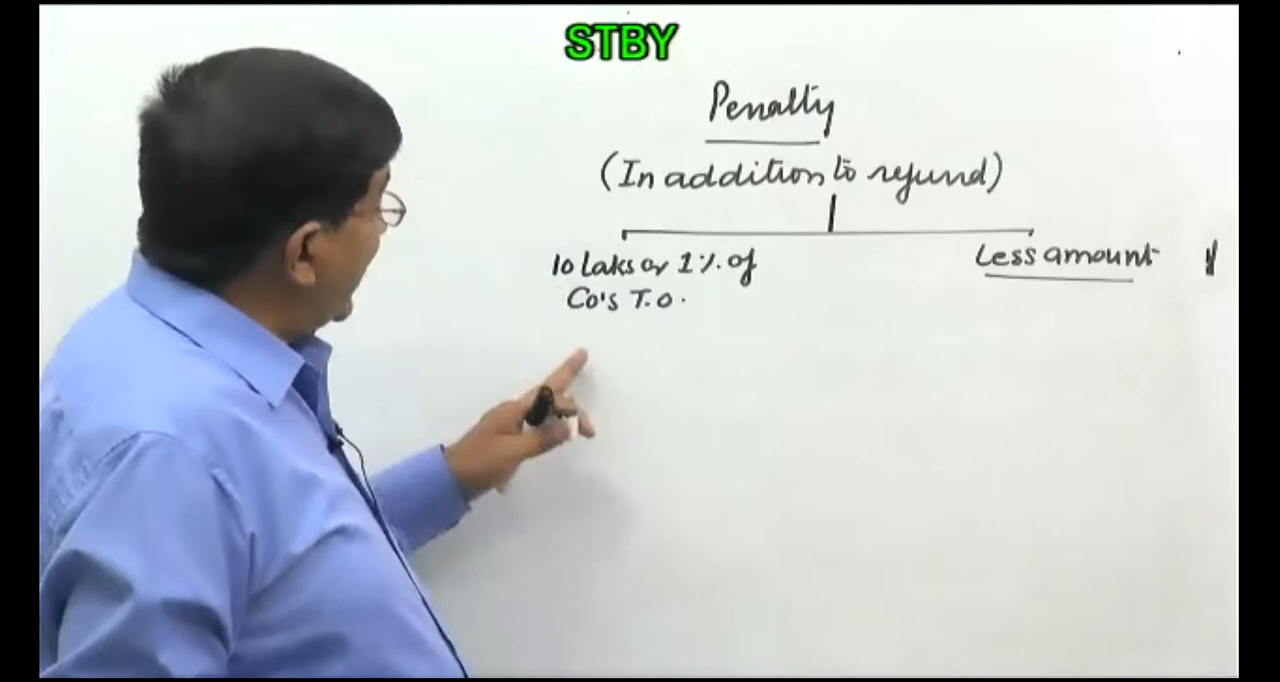 STBY
Penalty
(In addition to refund)
10 Laks or 1% of
Co's T.O.
Less amount